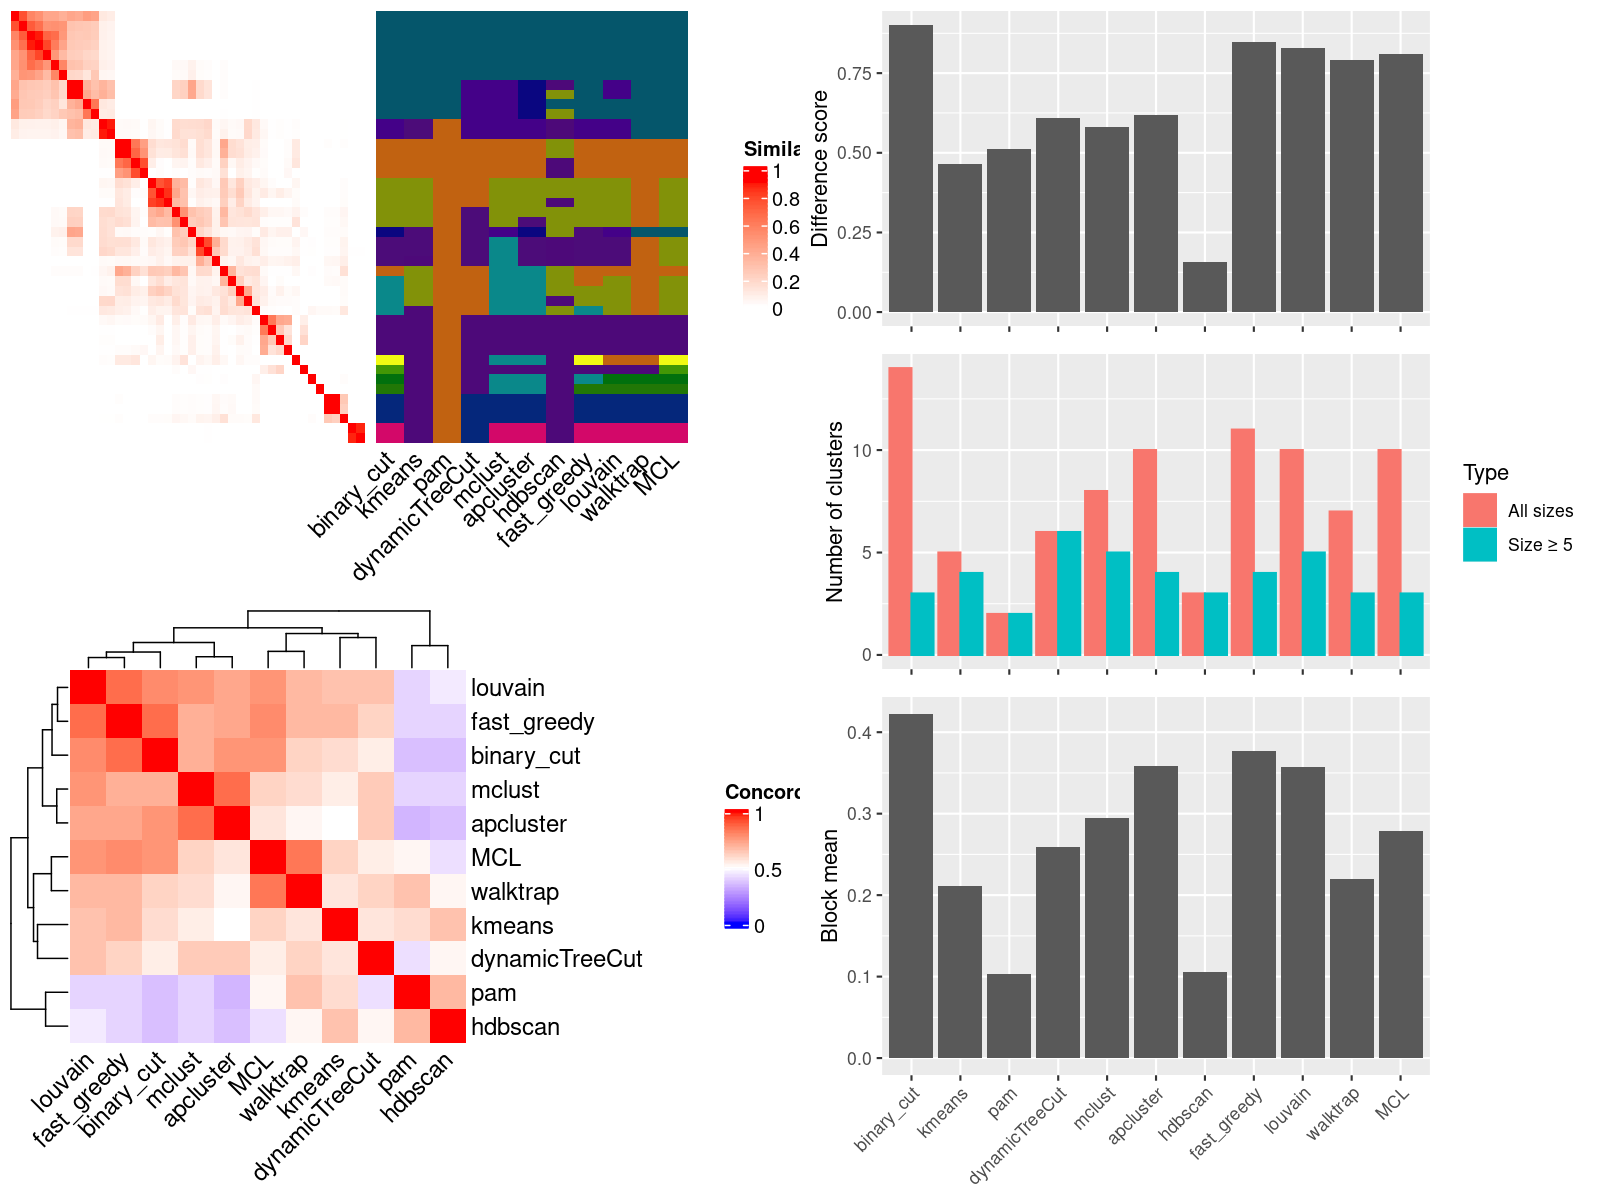 Simila
1
0.8
0.6
0.4
0.2
0
binary_cut
kmeans
pam
dynamicTreeCut
mclust
apcluster
hdbscan
fast_greedy
louvain
walktrap
MCL
Difference score
0.75
0.50
0.25
0.00
Number of clusters
10
5
0
Type
All sizes
Size ≥ 5
louvain
fast_greedy
binary_cut
mclust
apcluster
MCL
walktrap
kmeans
dynamicTreeCut
pam
hdbscan
louvain
fast_greedy
binary_cut
mclust
apcluster
MCL
walktrap
kmeans
dynamicTreeCut
pam
hdbscan
Concord
1
0.5
0
Block mean
0.4
0.3
0.2
0.1
0.0
binary_cut
kmeans
pam
dynamicTreeCut
mclust
apcluster
hdbscan
fast_greedy
louvain
walktrap
MCL